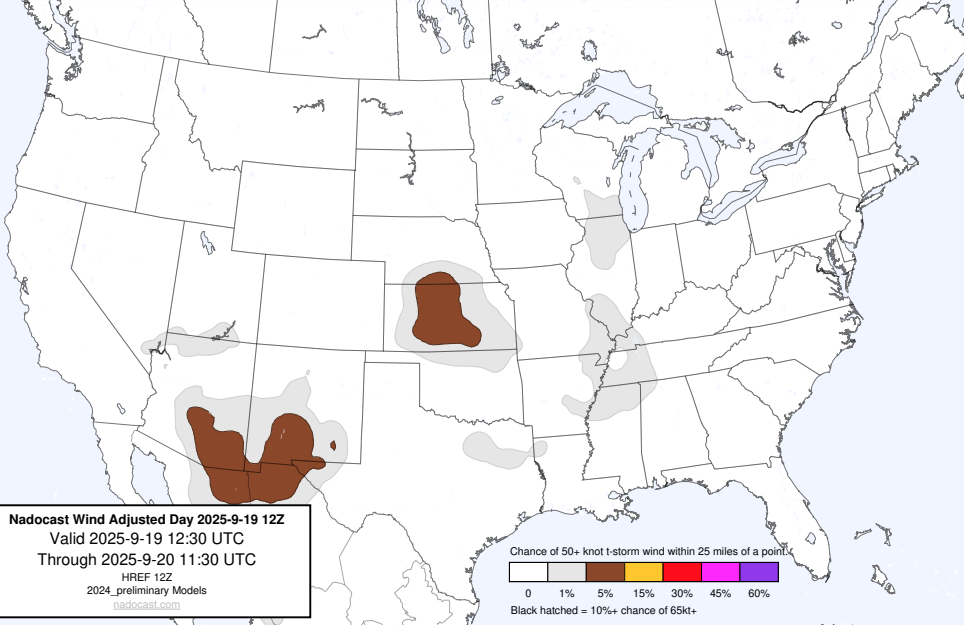 Nadocast Wind Adjusted Day 2025-9-19 12Z
Valid 2025-9-19 12:30 UTC
Through 2025-9-20 11:30 UTC
HREF 12Z
2024_preliminary Models
nadocast.com
Chance of 50+ knot t-storm wind within 25 miles of a point.
0 1% 5% 15% 30% 45% 60%
Black hatched = 10%+ chance of 65kt+